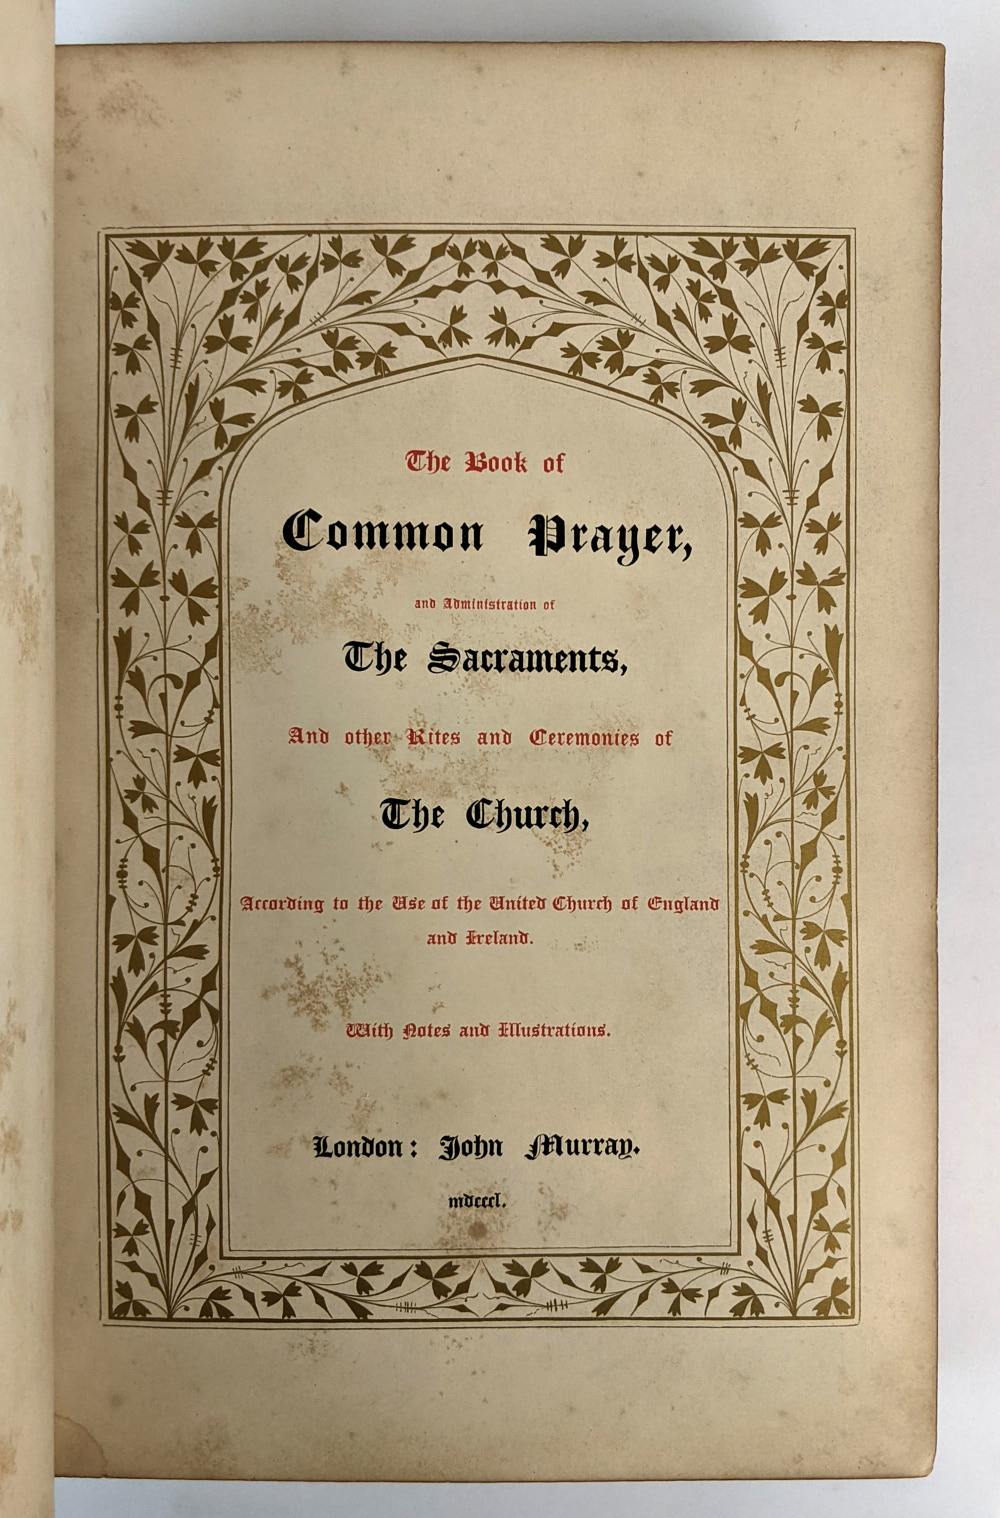 The Book of
Common Prayer,
and Administration of
The Sacraments,
And other Rites and Ceremonies of
The Church,
According to the Use of the United Church of England
and Ireland.
With Notes and Illustrations.
London: John Murray.
mdcccl.